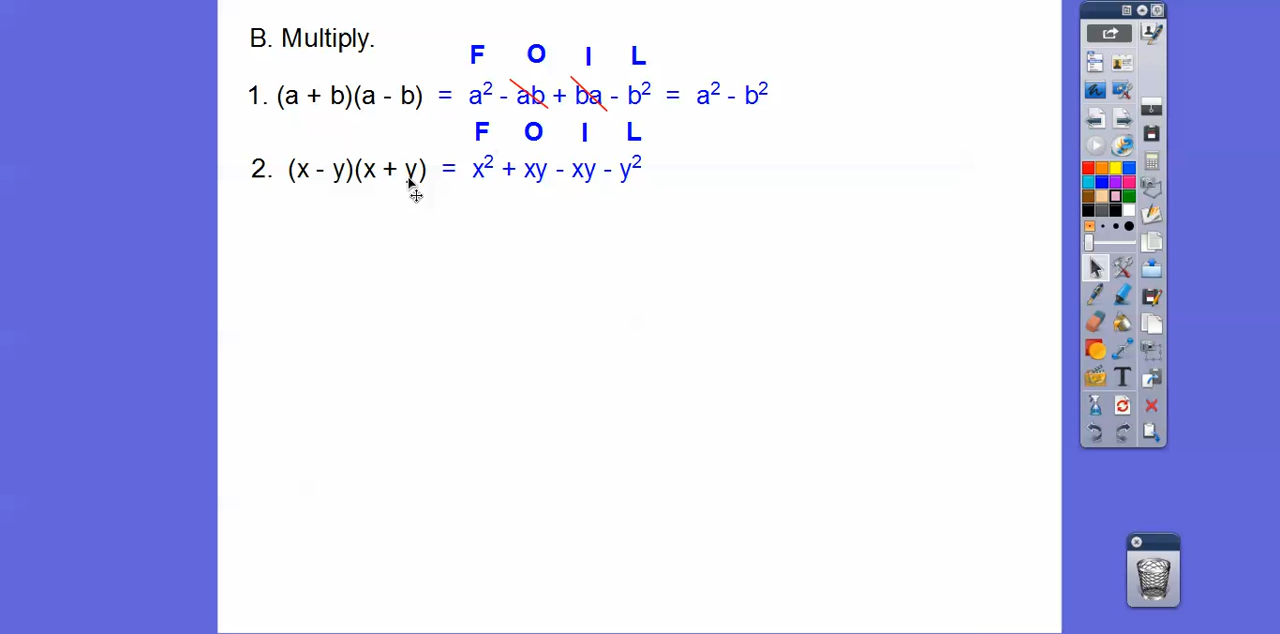 B. Multiply.
F O I L
1. (a + b)(a - b) = a² - ab + ba - b² = a² - b²
F O I L
2. (x - y)(x + y) = x² + xy - xy - y²